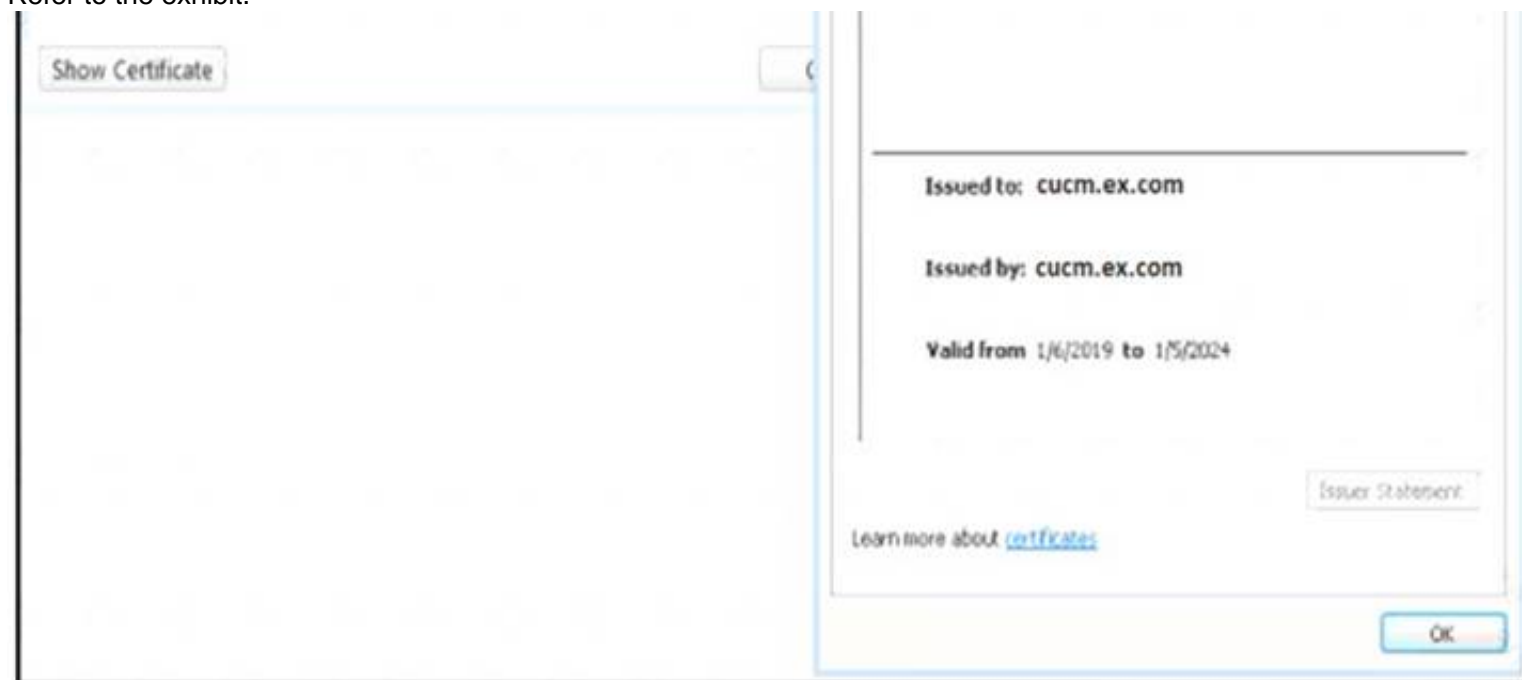 Refer to the exhibit.
Show Certificate
Issued to: cucm.ex.com
Issued by: cucm.ex.com
Valid from 1/6/2019 to 1/5/2024
Issuer Statement
Learn more about certificates
OK